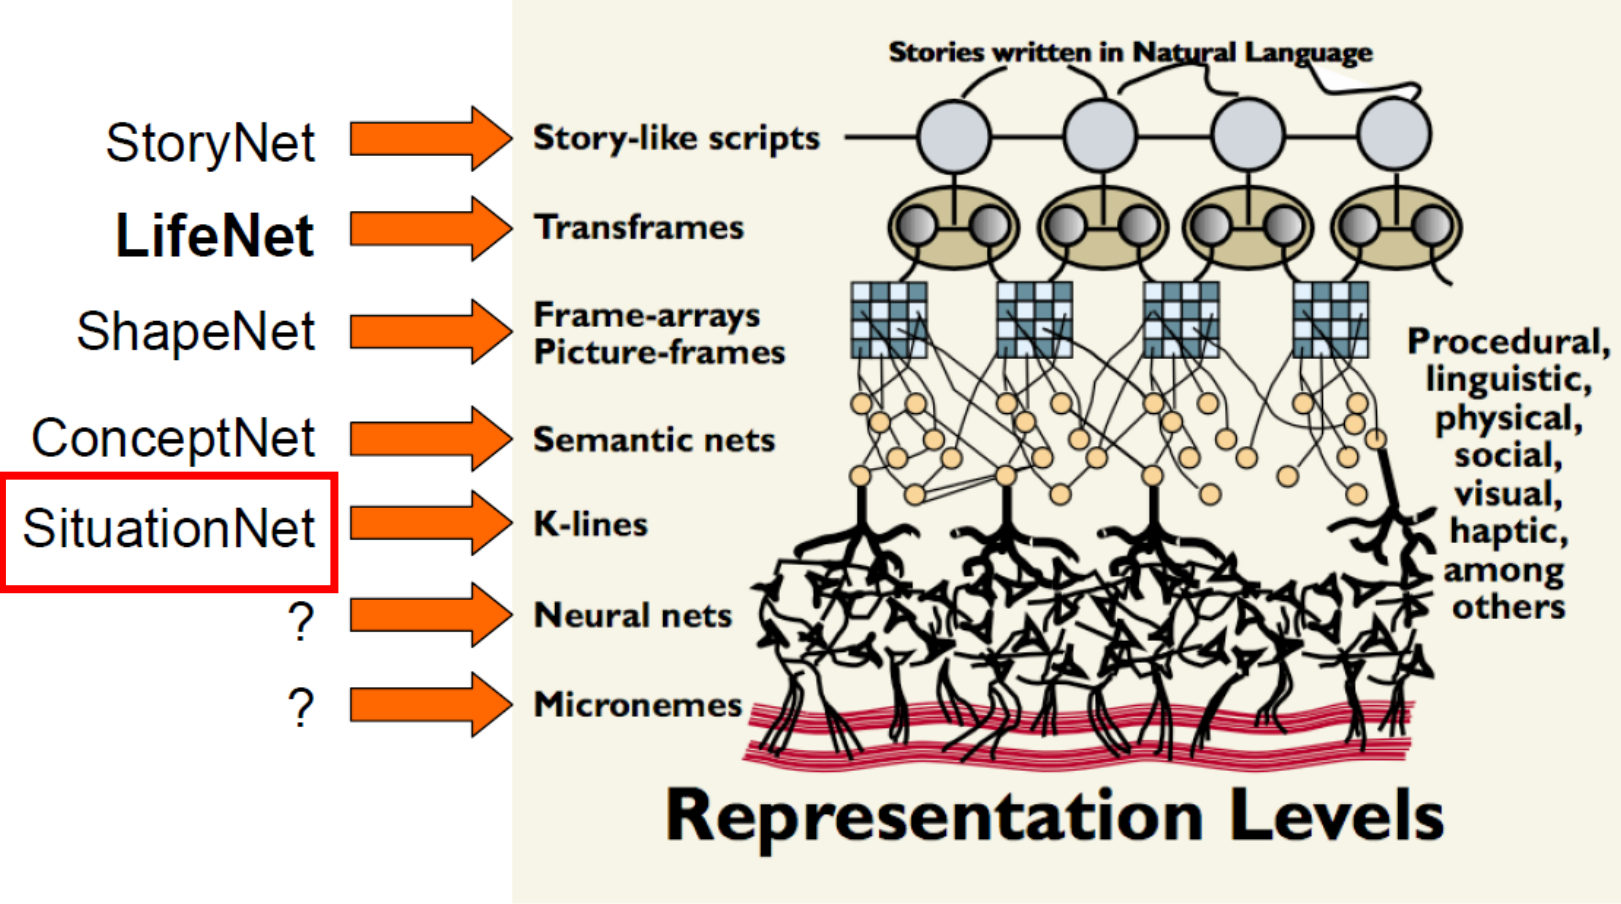 Stories written in Natural Language
StoryNet
Story-like scripts
LifeNet
Transframes
ShapeNet
Frame-arrays
Picture-frames
ConceptNet
Semantic nets
SituationNet
K-lines
?
Neural nets
?
Micronemes
Procedural,
linguistic,
physical,
social,
visual,
haptic,
among
others
Representation Levels